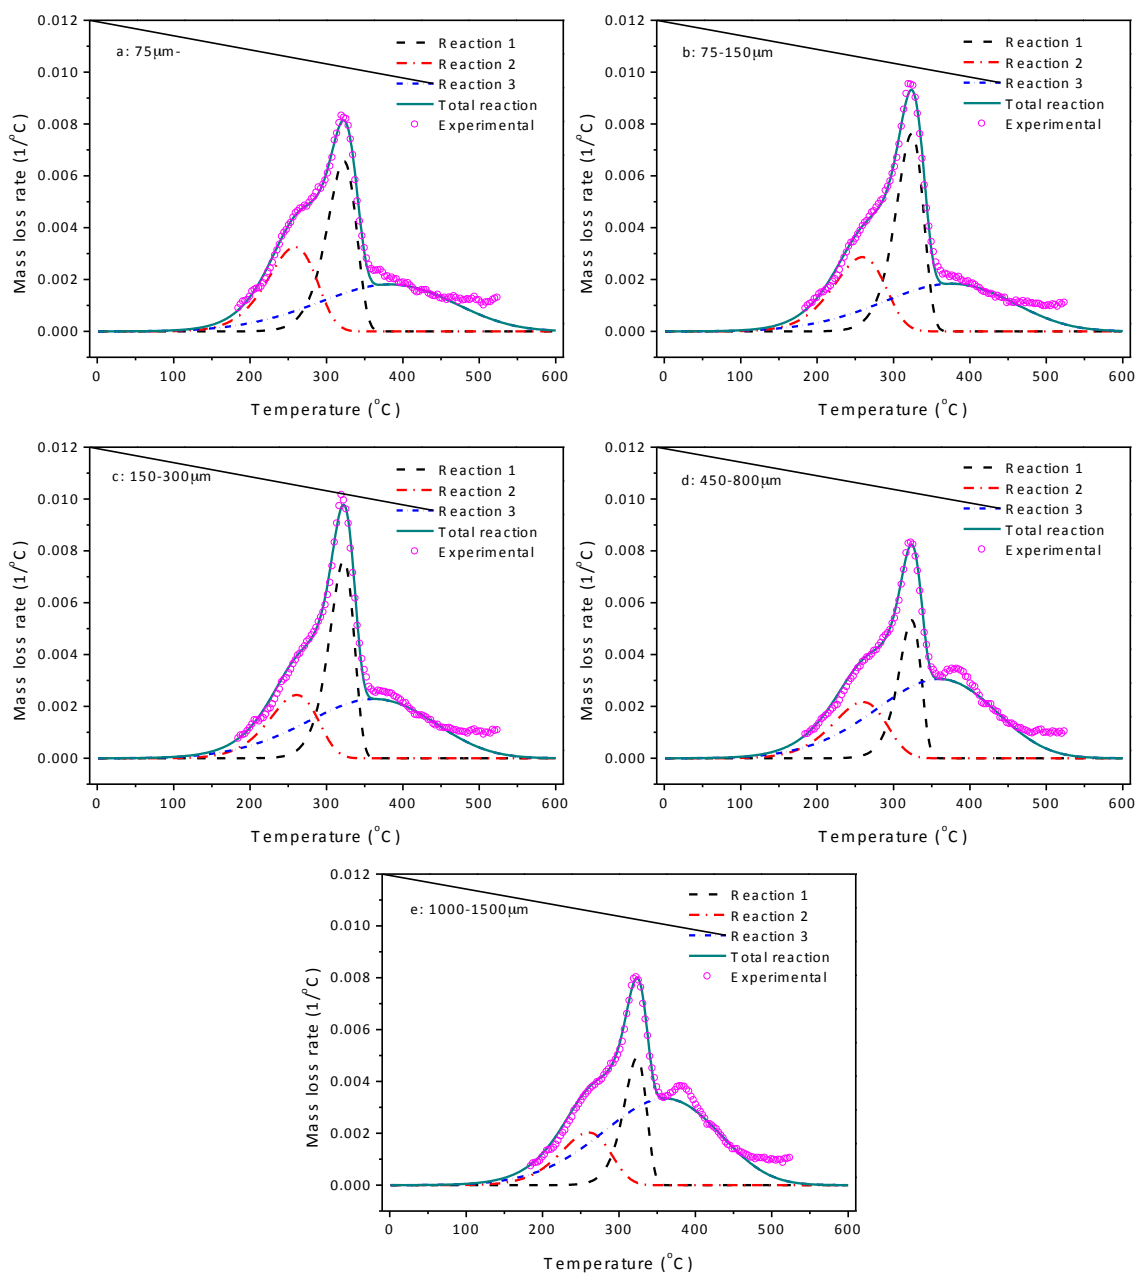 0.012
0.010
0.008
0.006
0.004
0.002
0.000
Mass loss rate (1/°C)
a: 75μm-
Reaction 1
Reaction 2
Reaction 3
Total reaction
Experimental
0 100 200 300 400 500 600
Temperature (°C)
0.012
0.010
0.008
0.006
0.004
0.002
0.000
Mass loss rate (1/°C)
b: 75-150μm
Reaction 1
Reaction 2
Reaction 3
Total reaction
Experimental
0 100 200 300 400 500 600
Temperature (°C)
0.012
0.010
0.008
0.006
0.004
0.002
0.000
Mass loss rate (1/°C)
c: 150-300μm
Reaction 1
Reaction 2
Reaction 3
Total reaction
Experimental
0 100 200 300 400 500 600
Temperature (°C)
0.012
0.010
0.008
0.006
0.004
0.002
0.000
Mass loss rate (1/°C)
d: 450-800μm
Reaction 1
Reaction 2
Reaction 3
Total reaction
Experimental
0 100 200 300 400 500 600
Temperature (°C)
0.012
0.010
0.008
0.006
0.004
0.002
0.000
Mass loss rate (1/°C)
e: 1000-1500μm
Reaction 1
Reaction 2
Reaction 3
Total reaction
Experimental
0 100 200 300 400 500 600
Temperature (°C)